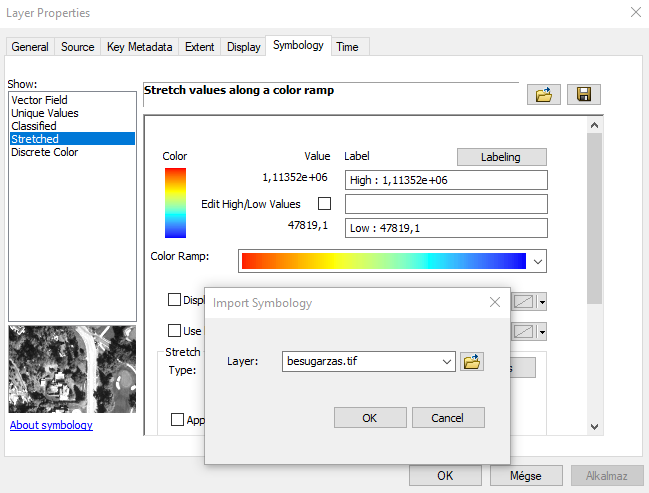 Layer Properties
General Source Key Metadata Extent Display Symbology Time
Show:
Vector Field
Unique Values
Classified
Stretched
Discrete Color
About symbology
Stretch values along a color ramp
Color Value Label Labeling
1,11352e+06 High : 1,11352e+06
Edit High/Low Values
47819,1 Low : 47819,1
Color Ramp:
Use
Stretch
Type:
Import Symbology
Layer: besugarzas.tif
OK Cancel
OK Mégse Alkalmaz